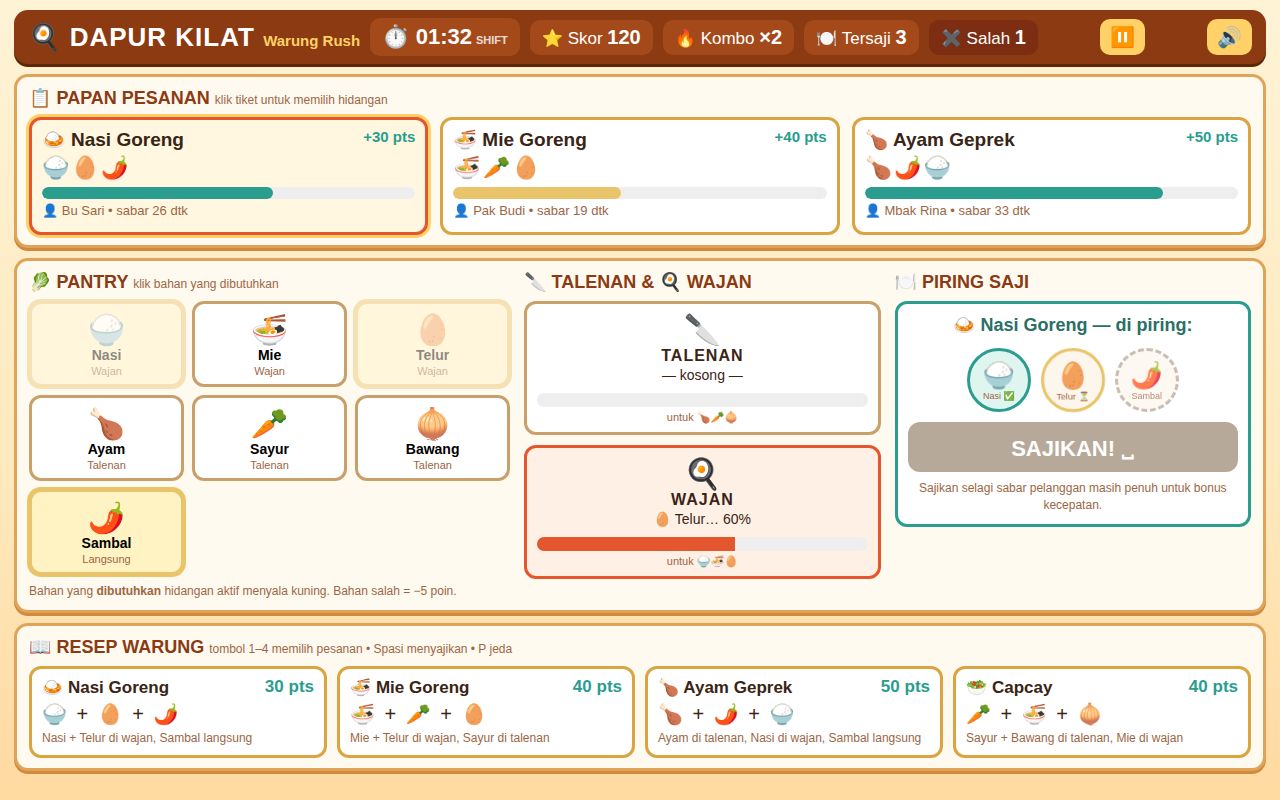 DAPUR KILAT Warung Rush
01:32 SHIFT
Skor 120
Kombo ×2
Tersaji 3
Salah 1
PAPAN PESANAN klik tiket untuk memilih hidangan
Nasi Goreng +30 pts
Bu Sari • sabar 26 dtk
Mie Goreng +40 pts
Pak Budi • sabar 19 dtk
Ayam Geprek +50 pts
Mbak Rina • sabar 33 dtk
PANTRY klik bahan yang dibutuhkan
Nasi
Wajan
Mie
Wajan
Telur
Wajan
Ayam
Talenan
Sayur
Talenan
Bawang
Talenan
Sambal
Langsung
Bahan yang dibutuhkan hidangan aktif menyala kuning. Bahan salah = −5 poin.
TALENAN & WAJAN
TALENAN
— kosong —
untuk
WAJAN
Telur… 60%
untuk
PIRING SAJI
Nasi Goreng — di piring:
Nasi ✅
Telur ⏳
Sambal
SAJIKAN! ⎵
Sajikan selagi sabar pelanggan masih penuh untuk bonus
kecepatan.
RESEP WARUNG tombol 1–4 memilih pesanan • Spasi menyajikan • P jeda
Nasi Goreng 30 pts
+ +
Nasi + Telur di wajan, Sambal langsung
Mie Goreng 40 pts
+ +
Mie + Telur di wajan, Sayur di talenan
Ayam Geprek 50 pts
+ +
Ayam di talenan, Nasi di wajan, Sambal langsung
Capcay 40 pts
+ +
Sayur + Bawang di talenan, Mie di wajan